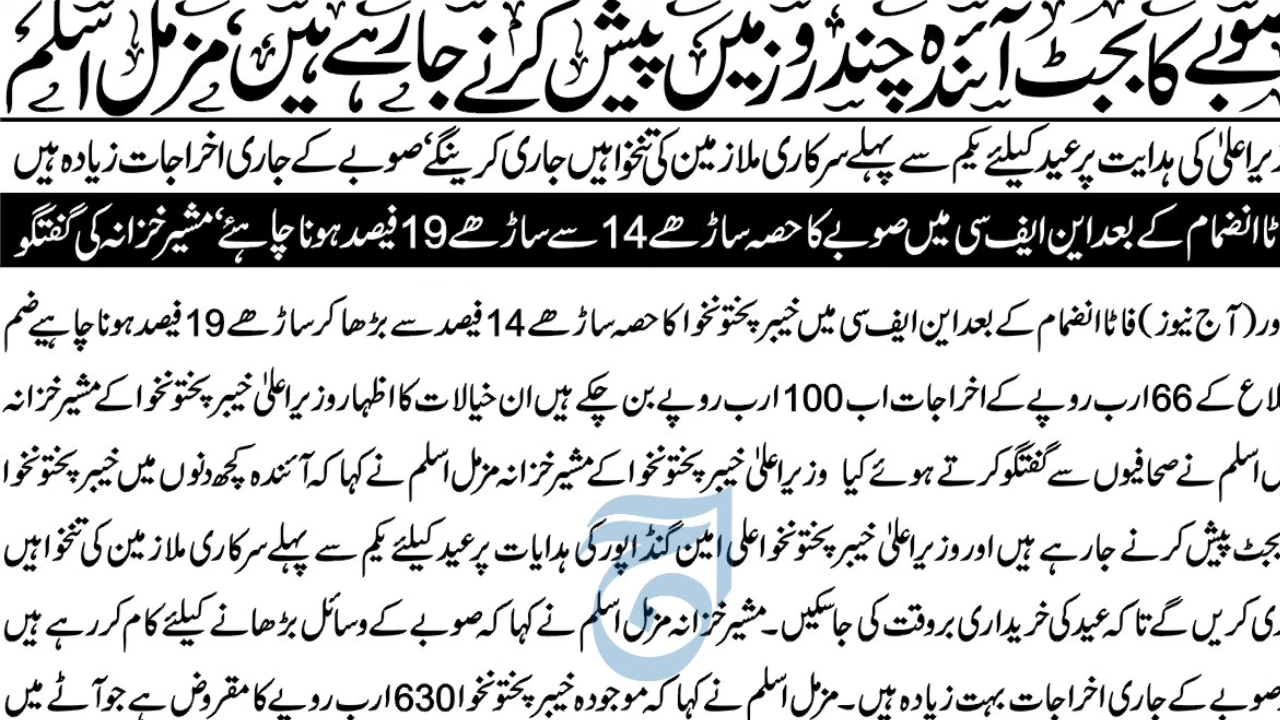 صوبے کا بجٹ آئندہ چند روز میں پیش کرنے جا رہے ہیں، مزمل اسلم
وزیراعلیٰ کی ہدایت پر عید کیلئے یکم سے پہلے سرکاری ملازمین کی تنخواہیں جاری کرینگے، صوبے کے جاری اخراجات زیادہ ہیں
ٹا انضمام کے بعد این ایف سی میں صوبے کا حصہ ساڑھے 14 سے ساڑھے 19 فیصد ہونا چاہئے، مشیر خزانہ کی گفتگو
ور (آج نیوز) فاٹا انضمام کے بعد این ایف سی میں خیبر پختونخوا کا حصہ ساڑھے 14 فیصد سے بڑھا کر ساڑھے 19 فیصد ہونا چاہیے ضم
لاع کے 66 ارب روپے کے اخراجات اب 100 ارب روپے بن چکے ہیں ان خیالات کا اظہار وزیراعلیٰ خیبر پختونخوا کے مشیر خزانہ
ل اسلم نے صحافیوں سے گفتگو کرتے ہوئے کیا وزیراعلیٰ خیبر پختونخوا کے مشیر خزانہ مزمل اسلم نے کہا کہ آئندہ کچھ دنوں میں خیبر پختونخوا
بجٹ پیش کرنے جا رہے ہیں اور وزیراعلیٰ خیبر پختونخوا علی امین گنڈاپور کی ہدایات پر عید کیلئے یکم سے پہلے سرکاری ملازمین کی تنخواہیں
ری کریں گے تاکہ عید کی خریداری بروقت کی جا سکیں۔ مشیر خزانہ مزمل اسلم نے کہا کہ صوبے کے وسائل بڑھانے کیلئے کام کر رہے ہیں
صوبے کے جاری اخراجات بہت زیادہ ہیں۔ مزمل اسلم نے کہا کہ موجودہ خیبر پختونخوا 630 ارب روپے کا مقروض ہے جو آٹے میں
آج